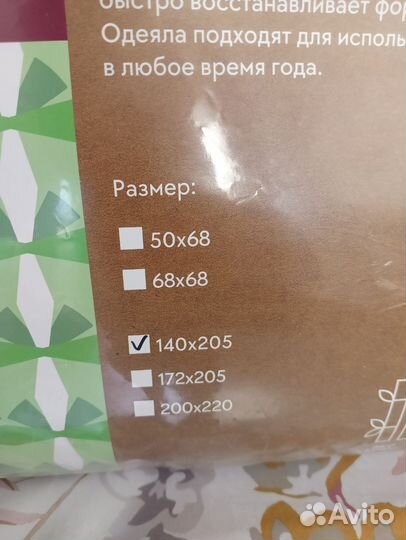 быстро восстанавливает фор
Одеяла подходят для исполь
в любое время года.
Размер:
50x68
68x68
140x205
172x205
200x220
Avito